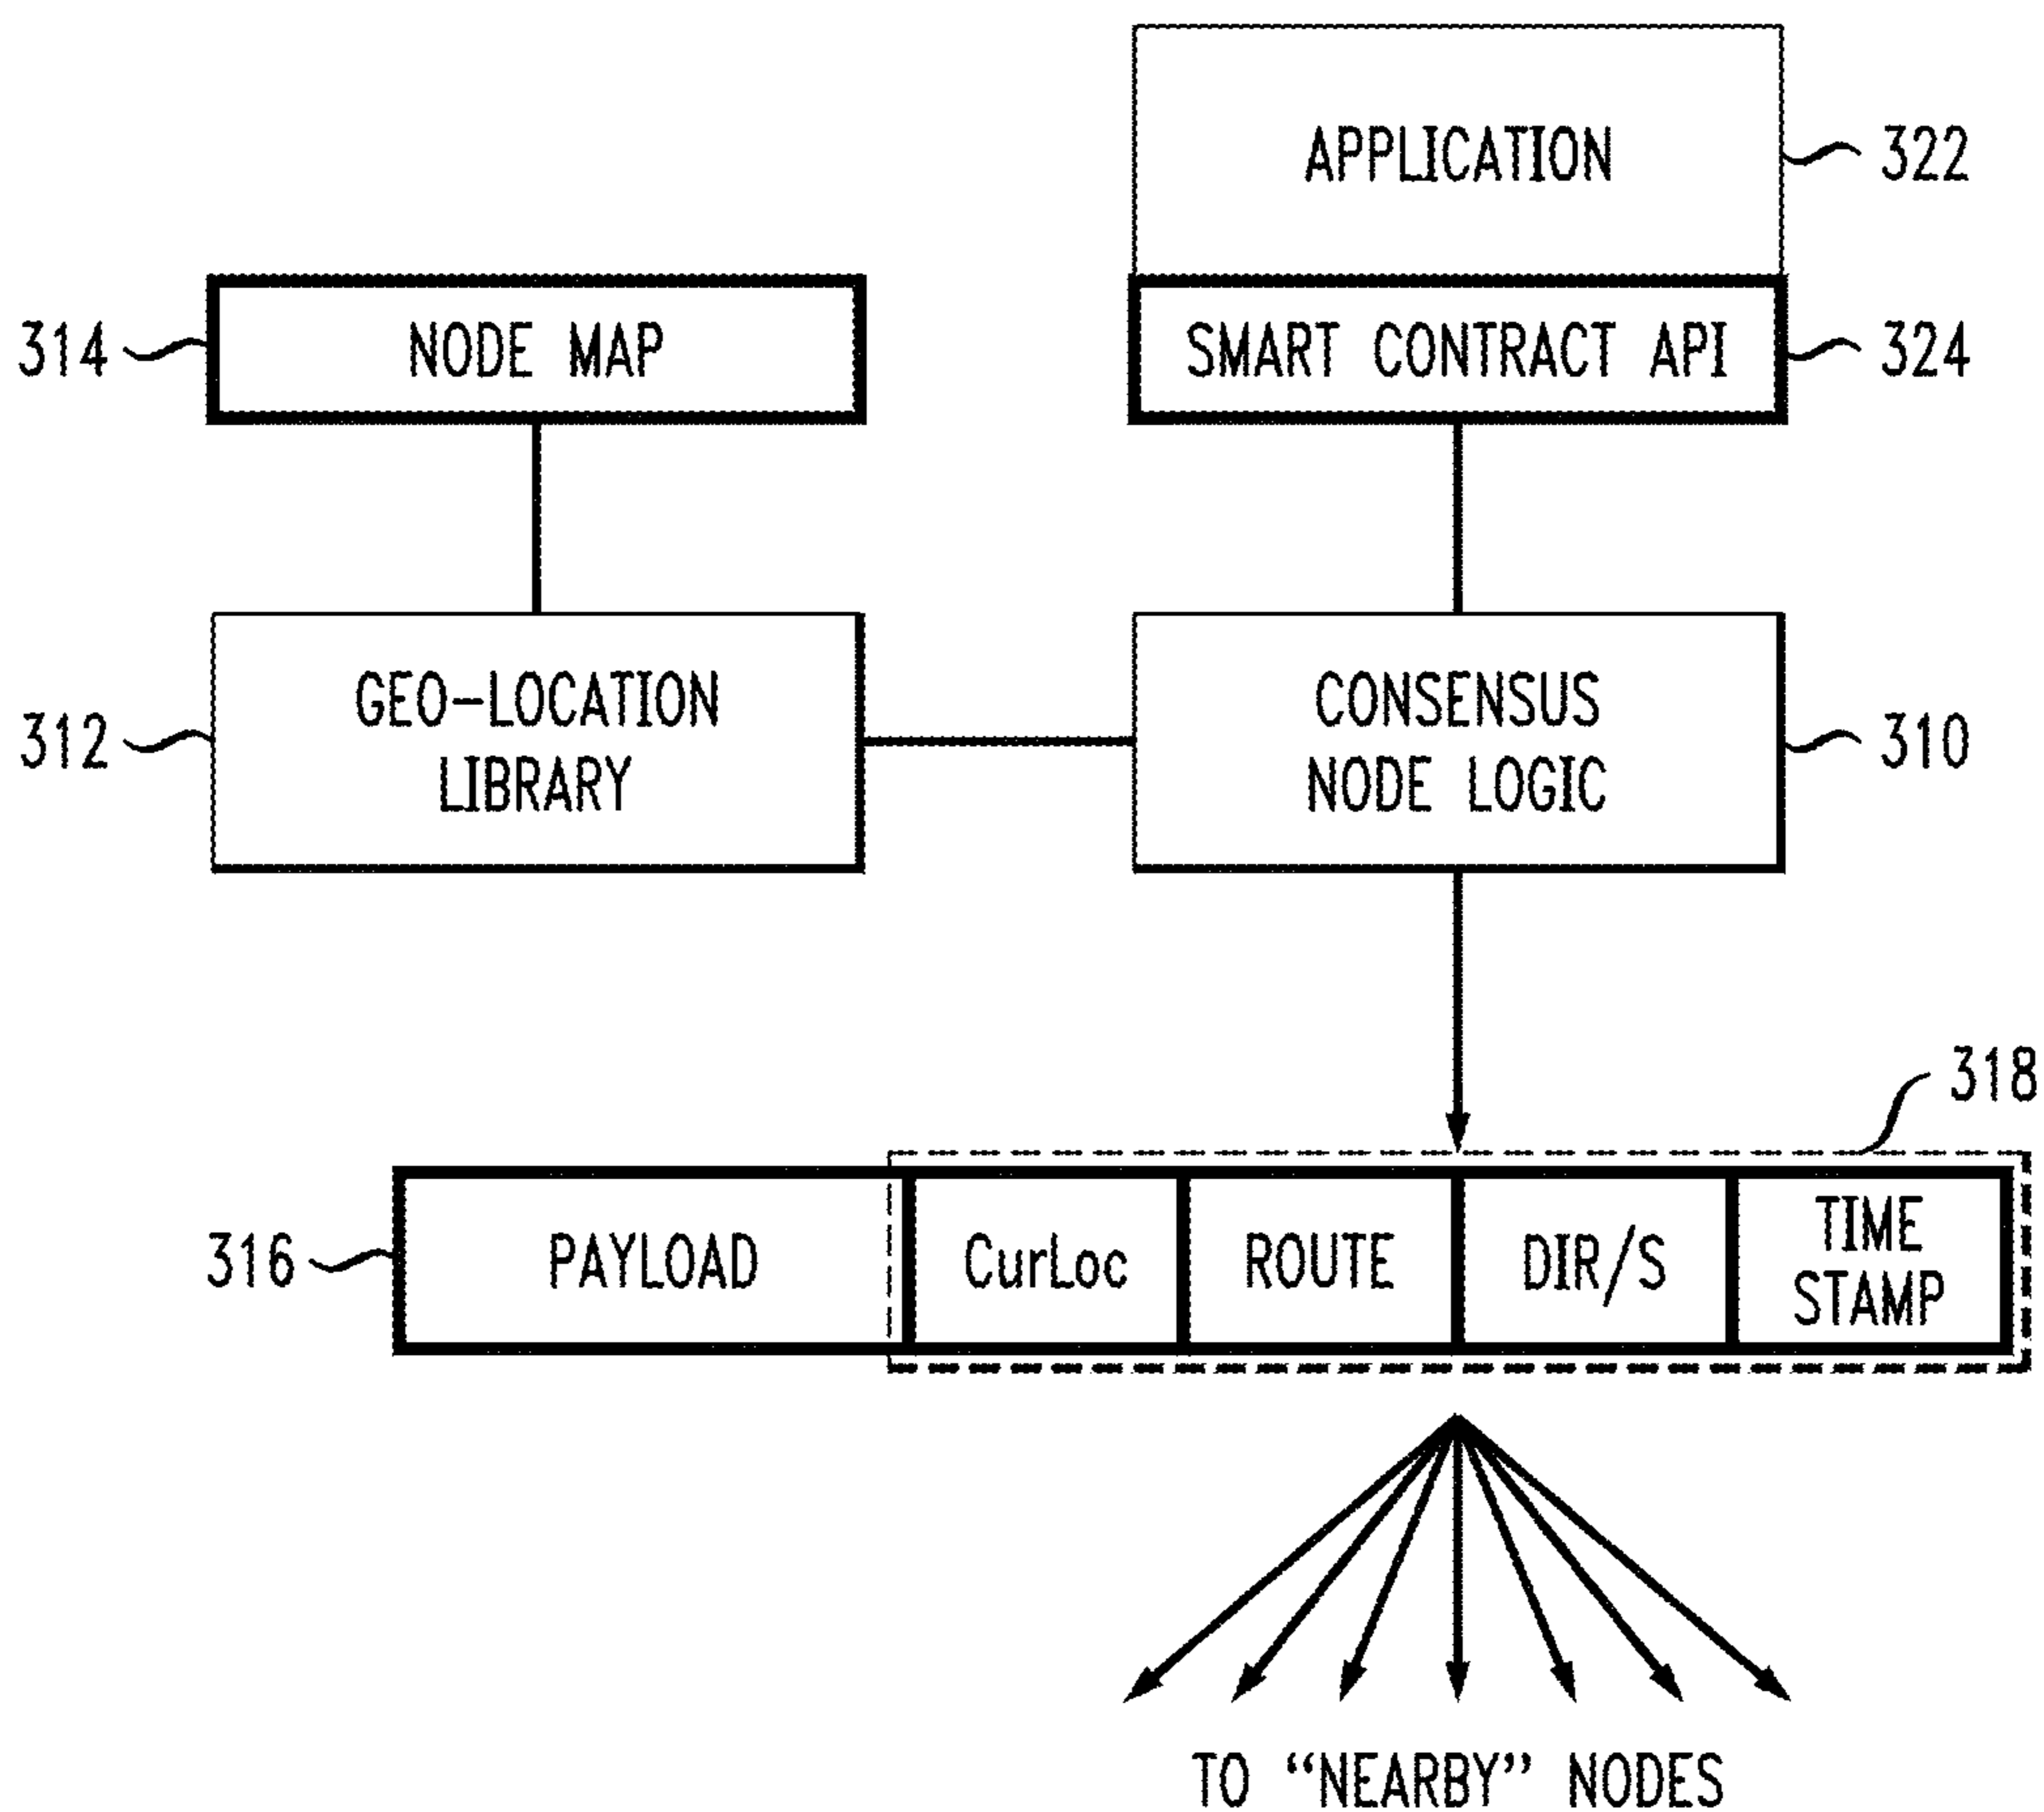 APPLICATION
322
314
NODE MAP
SMART CONTRACT API
324
312
GEO-LOCATION
LIBRARY
CONSENSUS
NODE LOGIC
310
318
316
PAYLOAD
CurLoc
ROUTE
DIR/S
TIME
STAMP
TO “NEARBY” NODES